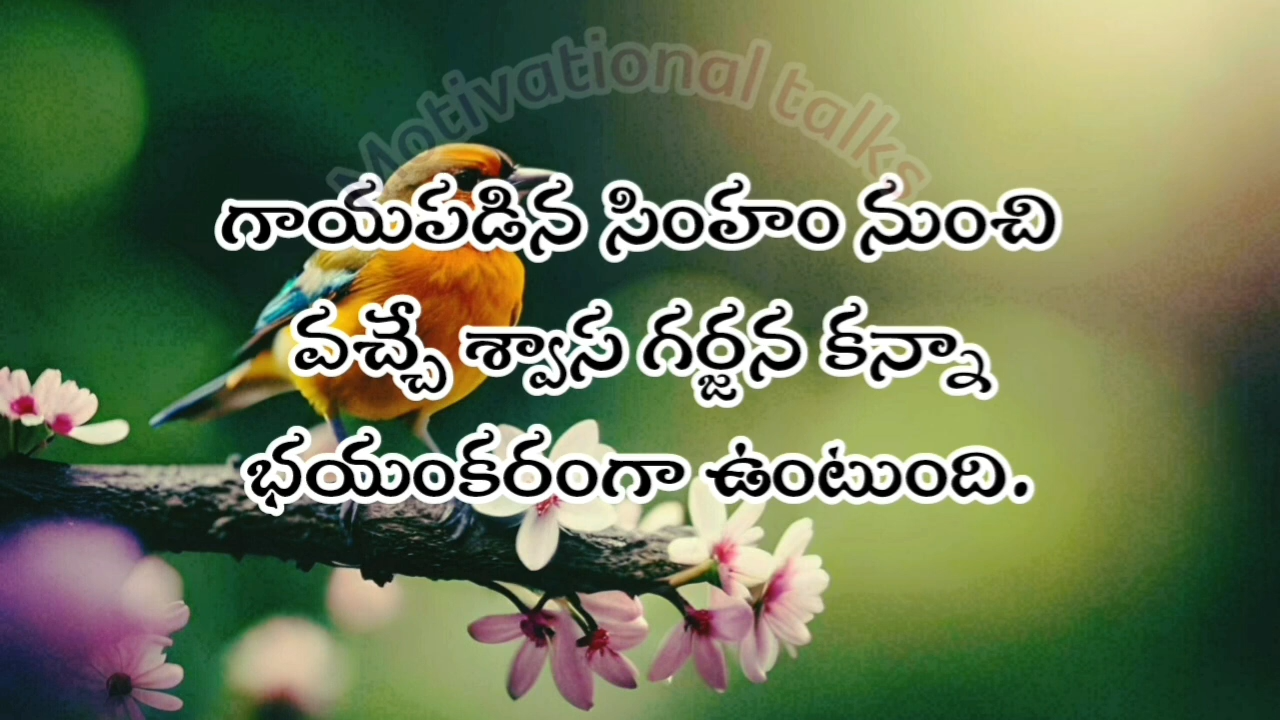 Motivational talks
గాయపడిన సింహం నుంచి
వచ్చే శ్వాస గర్జన కన్నా
భయంకరంగా ఉంటుంది.